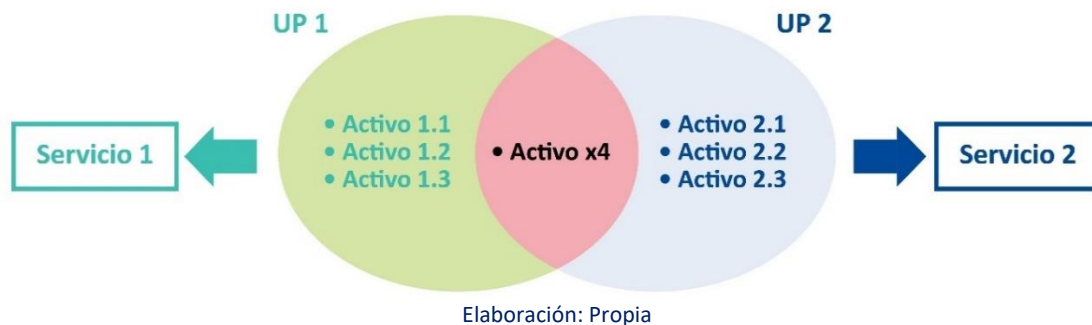 UP 1
UP 2
Servicio 1
• Activo 1.1
• Activo 1.2
• Activo 1.3
• Activo x4
• Activo 2.1
• Activo 2.2
• Activo 2.3
Servicio 2
Elaboración: Propia